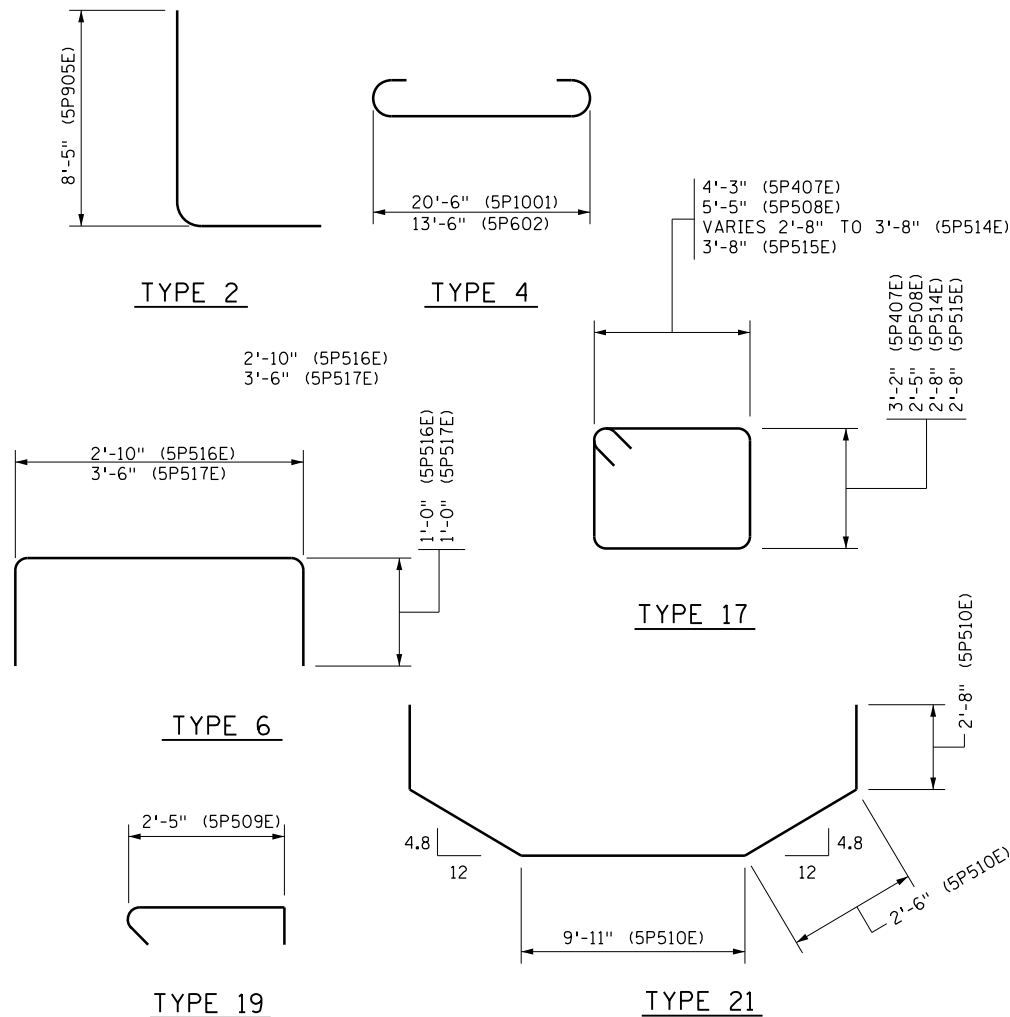 8'-5" (5P905E)
TYPE 2
20'-6" (5P1001)
13'-6" (5P602)
TYPE 4
4'-3" (5P407E)
5'-5" (5P508E)
VARIES 2'-8" TO 3'-8" (5P514E)
3'-8" (5P515E)
3'-2" (5P407E)
2'-5" (5P508E)
2'-8" (5P514E)
2'-8" (5P515E)
TYPE 17
2'-10" (5P516E)
3'-6" (5P517E)
2'-10" (5P516E)
3'-6" (5P517E)
1'-0" (5P516E)
1'-0" (5P517E)
TYPE 6
2'-5" (5P509E)
TYPE 19
2'-8" (5P510E)
4.8
12
4.8
12
2'-6" (5P510E)
9'-11" (5P510E)
TYPE 21